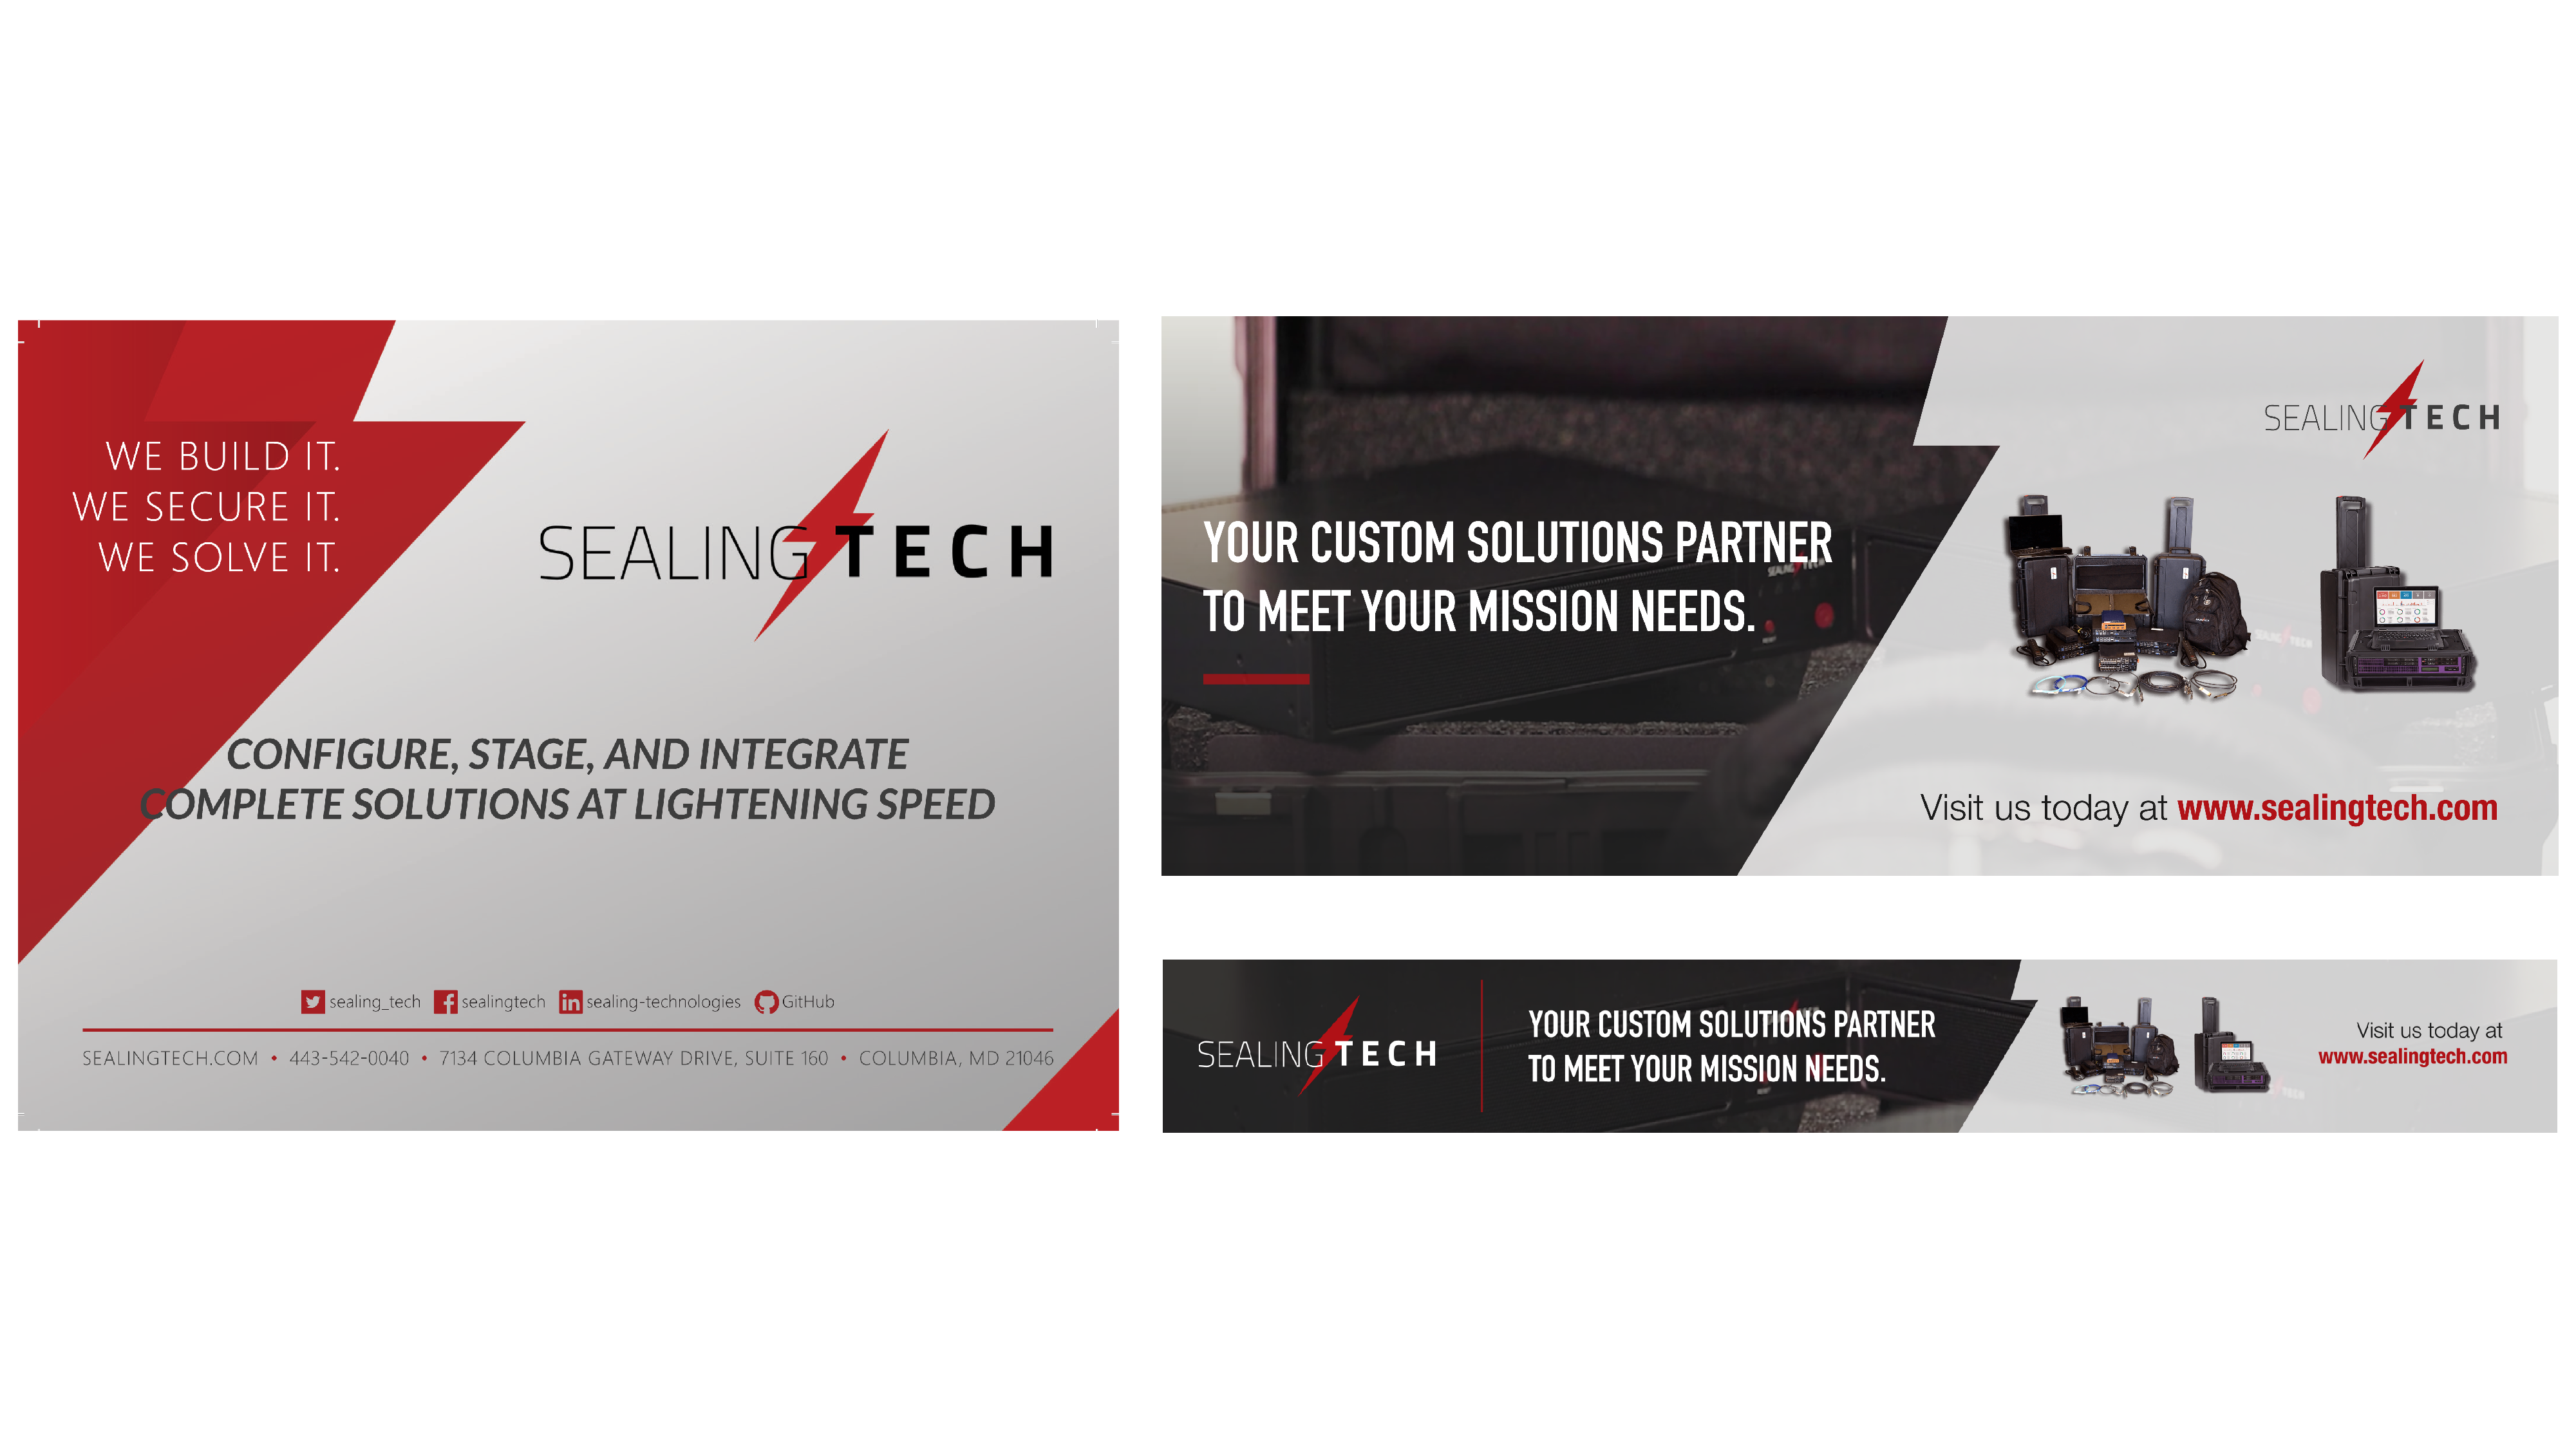 WE BUILD IT.
WE SECURE IT.
WE SOLVE IT.
SEALING TECH
CONFIGURE, STAGE, AND INTEGRATE
COMPLETE SOLUTIONS AT LIGHTENING SPEED
sealing_tech sealingtech sealing-technologies GitHub
SEALINGTECH.COM • 443-542-0040 • 7134 COLUMBIA GATEWAY DRIVE, SUITE 160 • COLUMBIA, MD 21046
SEALING TECH
YOUR CUSTOM SOLUTIONS PARTNER
TO MEET YOUR MISSION NEEDS.
Visit us today at www.sealingtech.com
SEALING TECH
YOUR CUSTOM SOLUTIONS PARTNER
TO MEET YOUR MISSION NEEDS.
Visit us today at
www.sealingtech.com